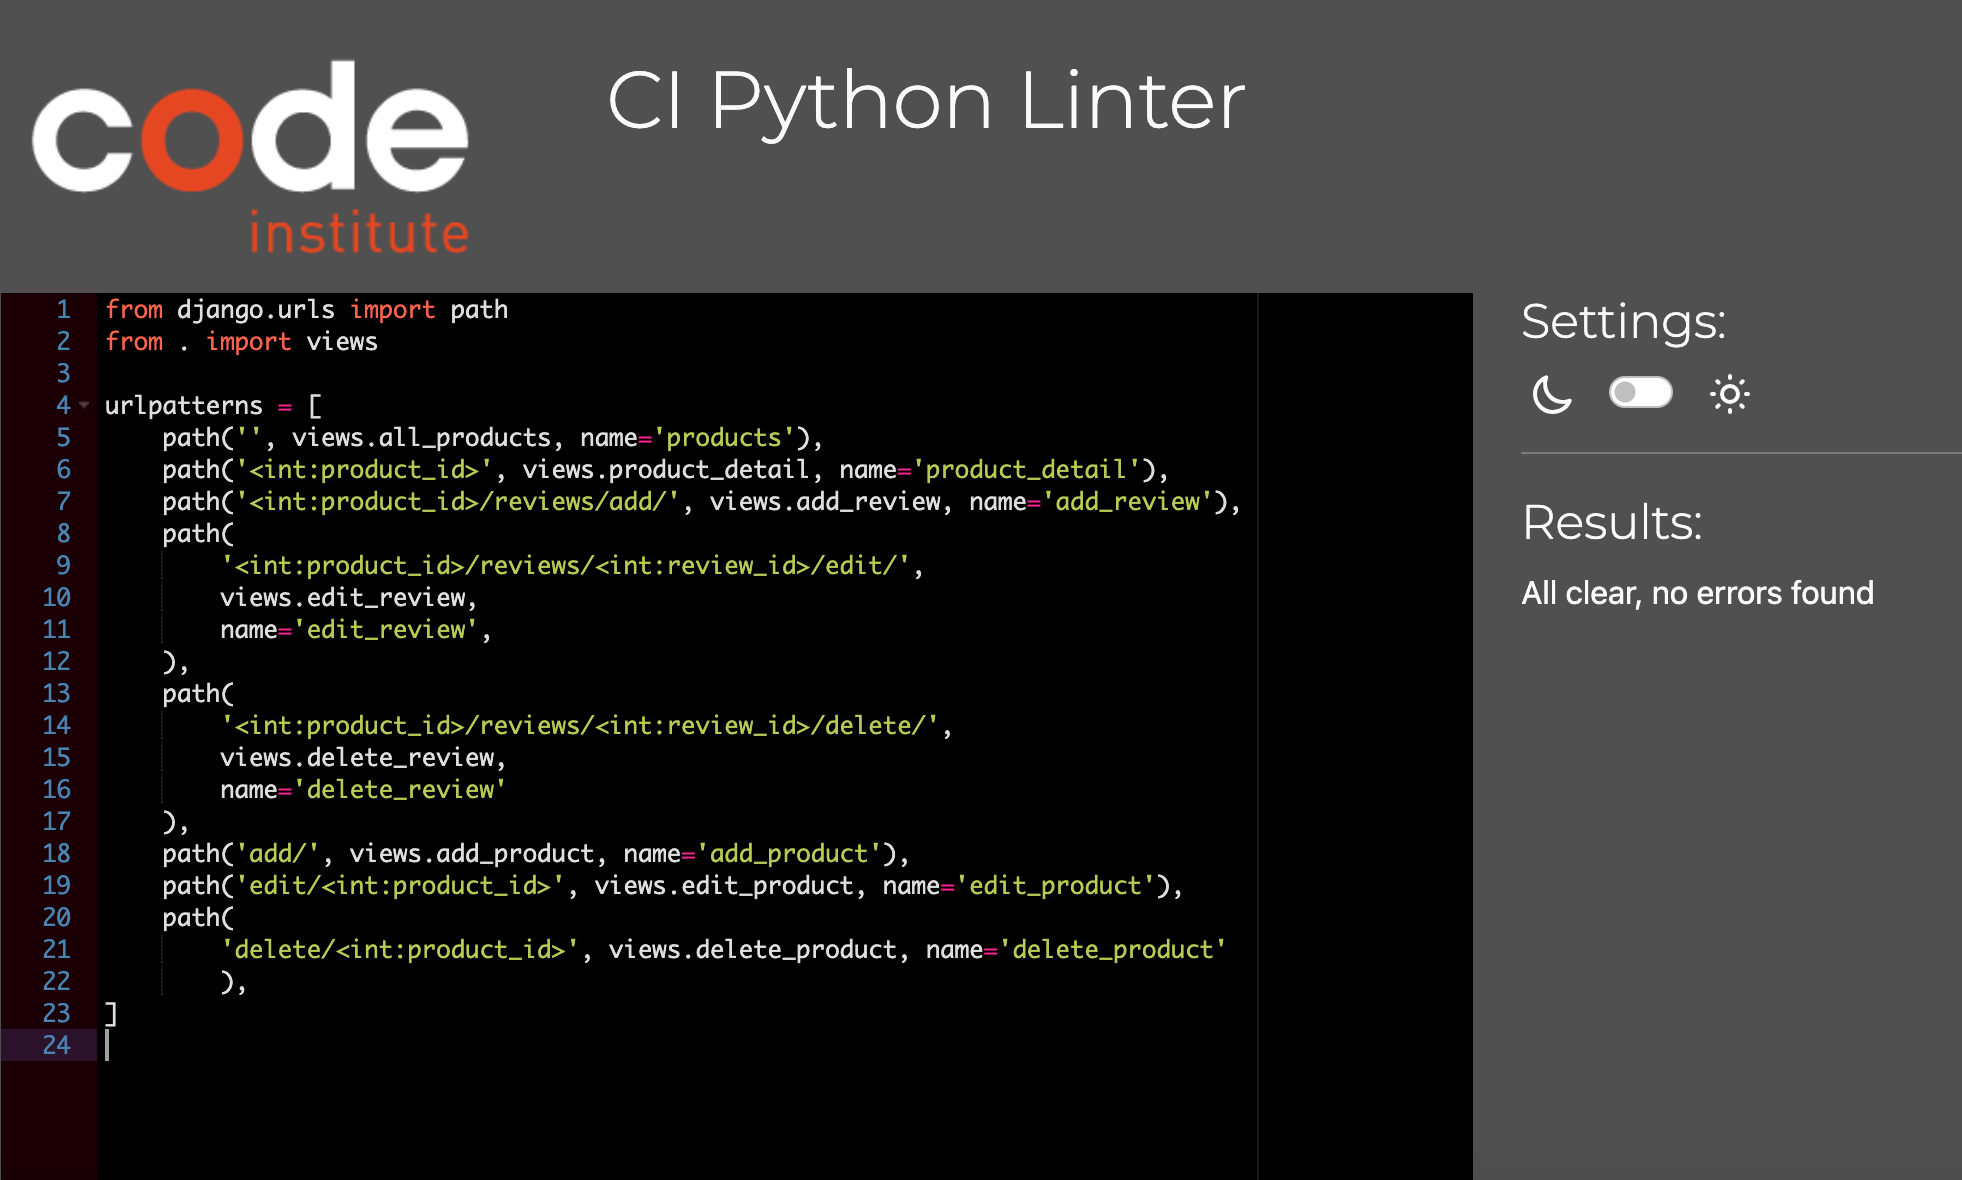 code
institute
CI Python Linter
1 from django.urls import path
2 from . import views
3
4 urlpatterns = [
5     path('', views.all_products, name='products'),
6     path('<int:product_id>', views.product_detail, name='product_detail'),
7     path('<int:product_id>/reviews/add/', views.add_review, name='add_review'),
8     path(
9         '<int:product_id>/reviews/<int:review_id>/edit/',
10         views.edit_review,
11         name='edit_review',
12     ),
13     path(
14         '<int:product_id>/reviews/<int:review_id>/delete/',
15         views.delete_review,
16         name='delete_review'
17     ),
18     path('add/', views.add_product, name='add_product'),
19     path('edit/<int:product_id>', views.edit_product, name='edit_product'),
20     path(
21         'delete/<int:product_id>', views.delete_product, name='delete_product'
22         ),
23 ]
24
Settings:
Results:
All clear, no errors found